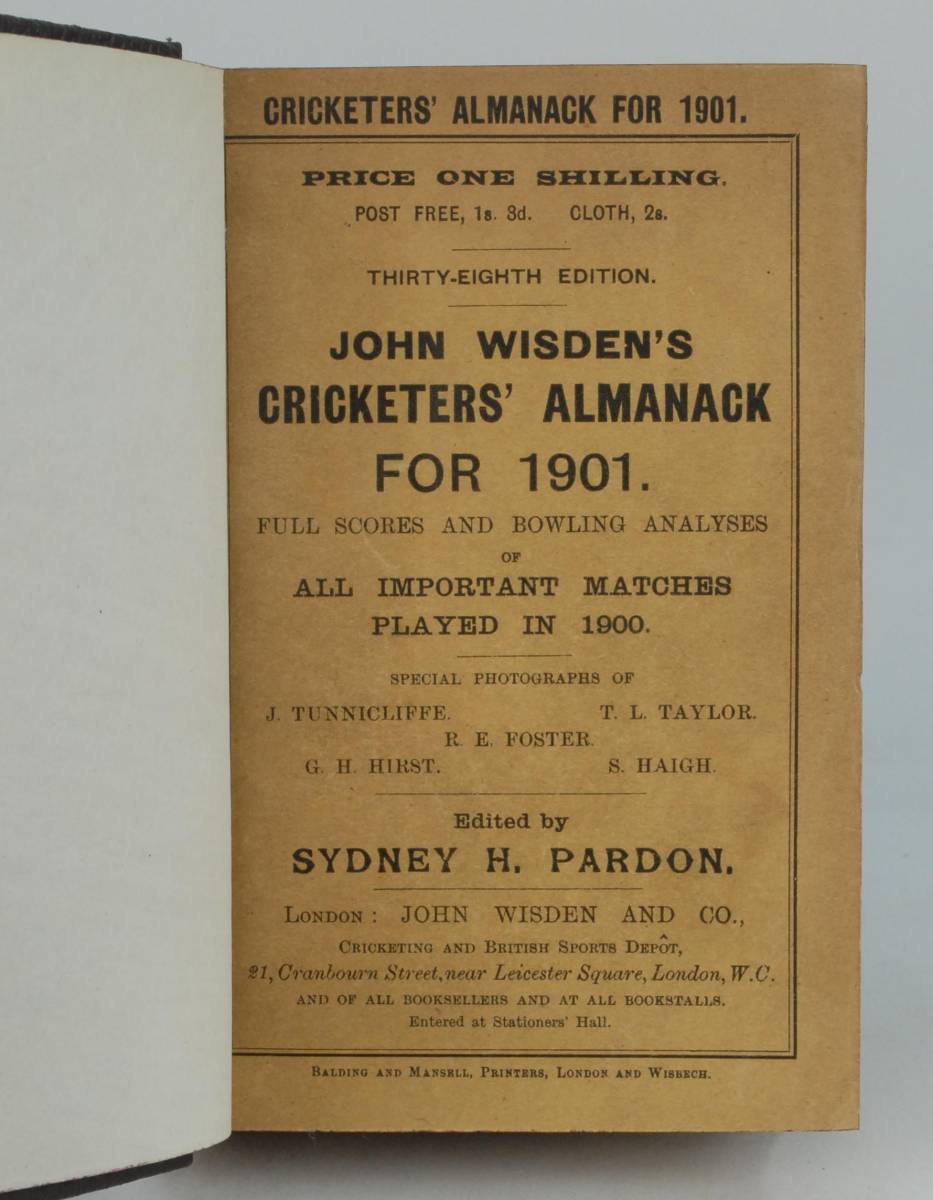 CRICKETERS' ALMANACK FOR 1901.
PRICE ONE SHILLING.
POST FREE, 1s. 3d. CLOTH, 2s.
THIRTY-EIGHTH EDITION.
JOHN WISDEN'S
CRICKETERS' ALMANACK
FOR 1901.
FULL SCORES AND BOWLING ANALYSES
OF
ALL IMPORTANT MATCHES
PLAYED IN 1900.
SPECIAL PHOTOGRAPHS OF
J. TUNNICLIFFE. T. L. TAYLOR.
R. E. FOSTER.
G. H. HIRST. S. HAIGH.
Edited by
SYDNEY H. PARDON.
LONDON: JOHN WISDEN AND CO.,
CRICKETING AND BRITISH SPORTS DEPÔT,
21, Cranbourn Street, near Leicester Square, London, W.C.
AND OF ALL BOOKSELLERS AND AT ALL BOOKSTALLS.
Entered at Stationers' Hall.
BALDING AND MANSELL, PRINTERS, LONDON AND WISBECH.